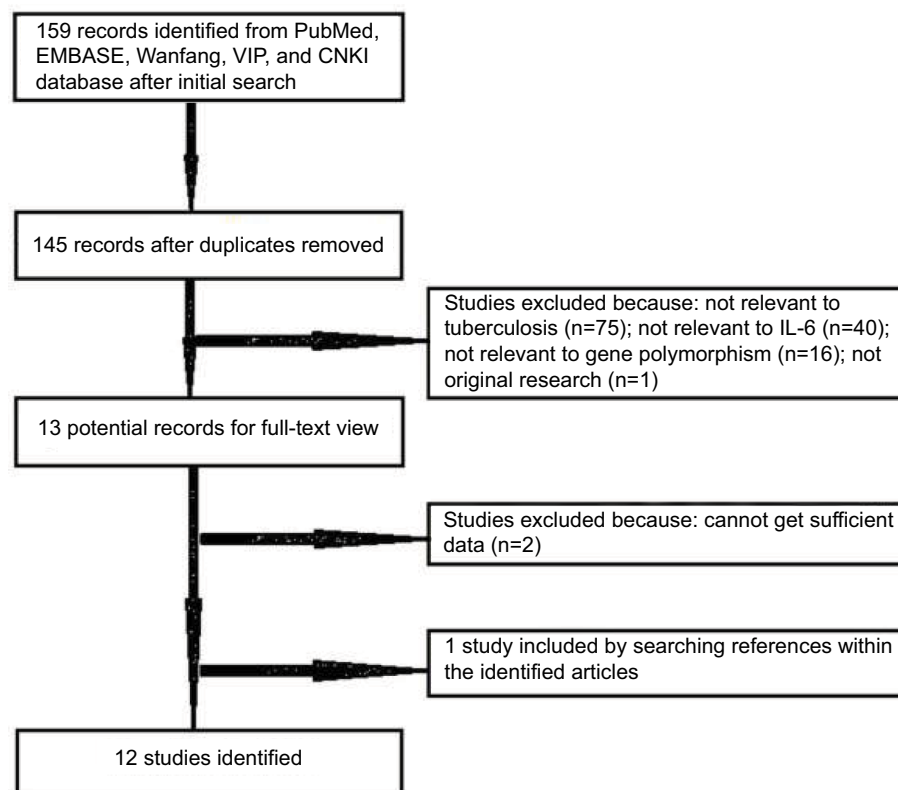 159 records identified from PubMed,
EMBASE, Wanfang, VIP, and CNKI
database after initial search
145 records after duplicates removed
Studies excluded because: not relevant to
tuberculosis (n=75); not relevant to IL-6 (n=40);
not relevant to gene polymorphism (n=16); not
original research (n=1)
13 potential records for full-text view
Studies excluded because: cannot get sufficient
data (n=2)
1 study included by searching references within
the identified articles
12 studies identified